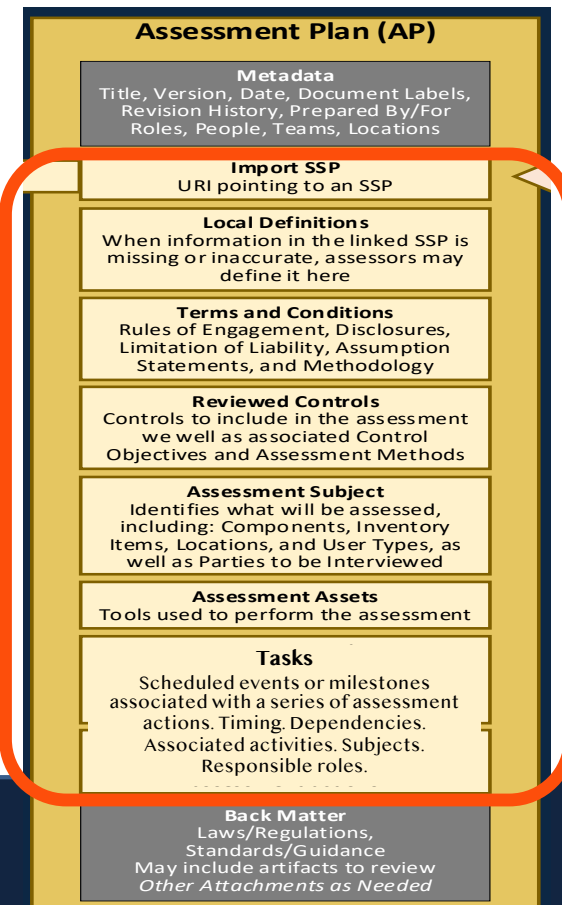 Assessment Plan (AP)
Metadata
Title, Version, Date, Document Labels,
Revision History, Prepared By/For
Roles, People, Teams, Locations
Import SSP
URI pointing to an SSP
Local Definitions
When information in the linked SSP is
missing or inaccurate, assessors may
define it here
Terms and Conditions
Rules of Engagement, Disclosures,
Limitation of Liability, Assumption
Statements, and Methodology
Reviewed Controls
Controls to include in the assessment
we well as associated Control
Objectives and Assessment Methods
Assessment Subject
Identifies what will be assessed,
including: Components, Inventory
Items, Locations, and User Types, as
well as Parties to be Interviewed
Assessment Assets
Tools used to perform the assessment
Tasks
Scheduled events or milestones
associated with a series of assessment
actions. Timing. Dependencies.
Associated activities. Subjects.
Responsible roles.
Back Matter
Laws/Regulations,
Standards/Guidance
May include artifacts to review
Other Attachments as Needed